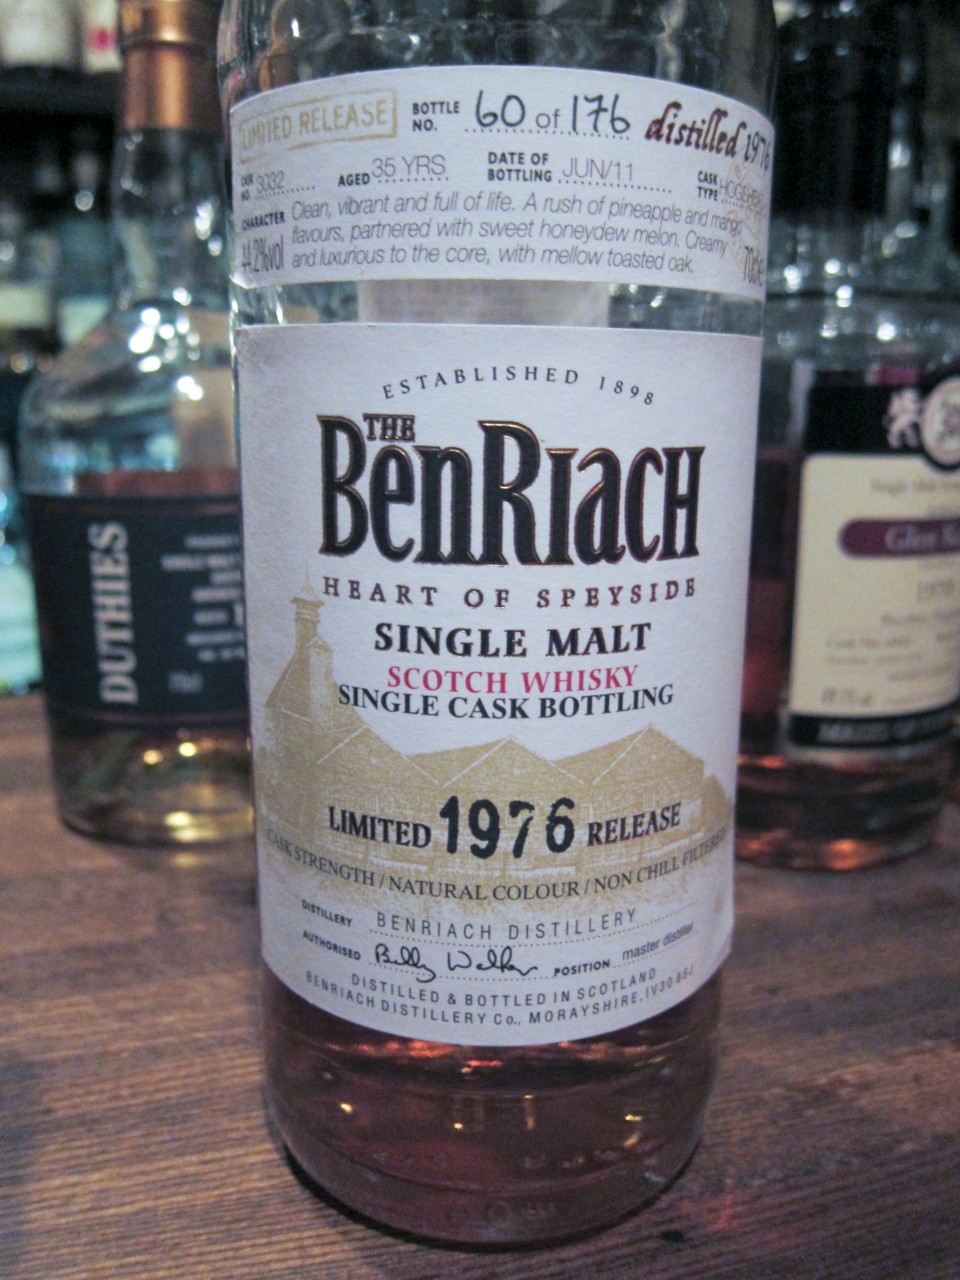 LIMITED RELEASE
BOTTLE NO. 60 of 176
distilled 1976
CASK NO. 3032
AGED 35 YRS
DATE OF BOTTLING JUN/11
CASK TYPE HOGSHEAD
CHARACTER
44.2%vol
Clean, vibrant and full of life. A rush of pineapple and mango
flavours, partnered with sweet honeydew melon. Creamy
and luxurious to the core, with mellow toasted oak.
70cl
ESTABLISHED 1898
THE
BenRiach
HEART OF SPEYSIDE
SINGLE MALT
SCOTCH WHISKY
SINGLE CASK BOTTLING
LIMITED 1976 RELEASE
CASK STRENGTH / NATURAL COLOUR / NON CHILL FILTERED
DISTILLERY BENRIACH DISTILLERY
AUTHORISED Billy Walker POSITION master distiller
DISTILLED & BOTTLED IN SCOTLAND
BENRIACH DISTILLERY Co., MORAYSHIRE, IV30 8SJ
DUTHIES
Glen